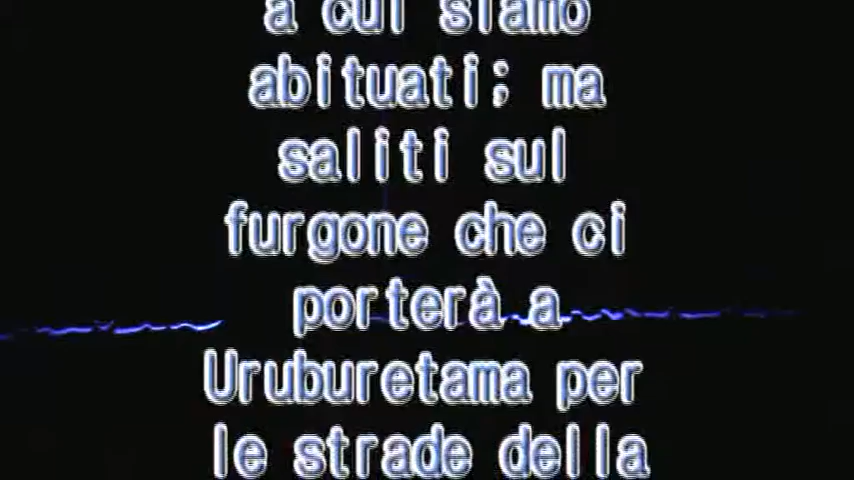 a cui siamo
abituati; ma
saliti sul
furgone che ci
porterà a
Uruburetama per
le strade della